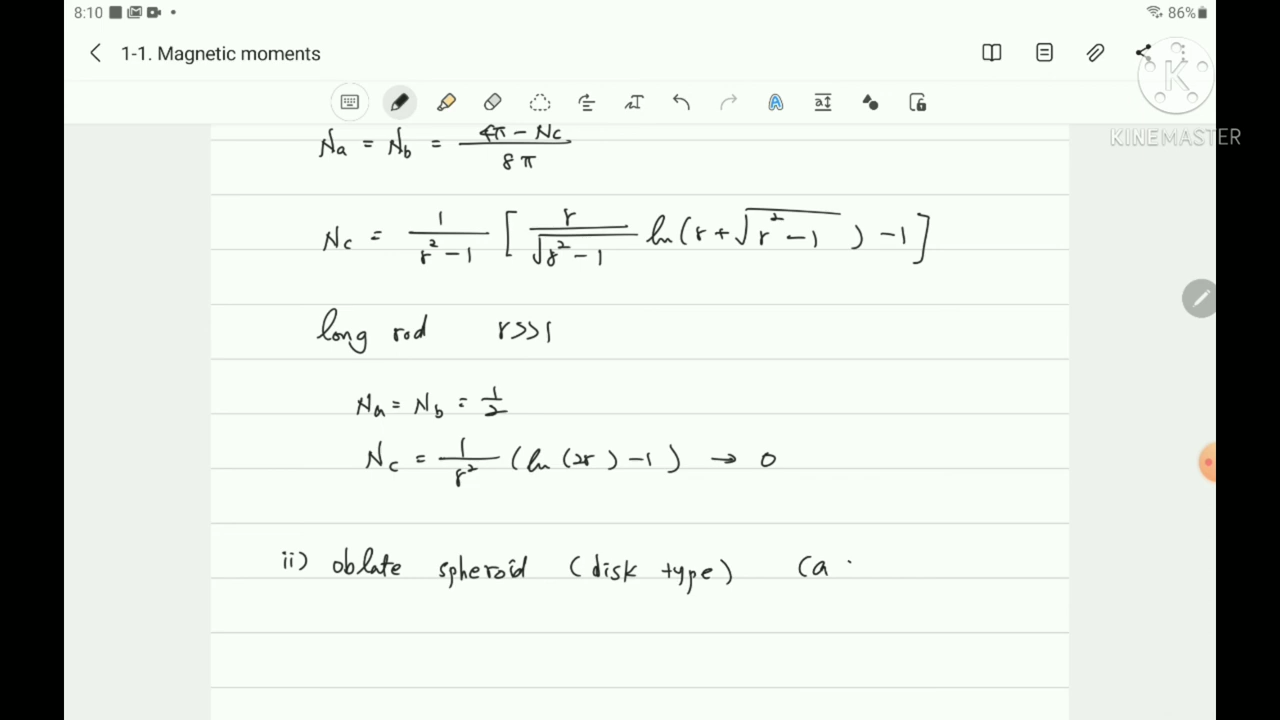 8:10 86%
1-1. Magnetic moments
KINEMASTER
Na = Nb = (4π - Nc) / 8π
Nc = 1/(r² - 1) [ r/√(r² - 1) ln(r + √(r² - 1)) - 1 ]
long rod r>>1
Na = Nb = 1/2
Nc = 1/r² (ln(2r) - 1) → 0
ii) oblate spheroid (disk type) (a